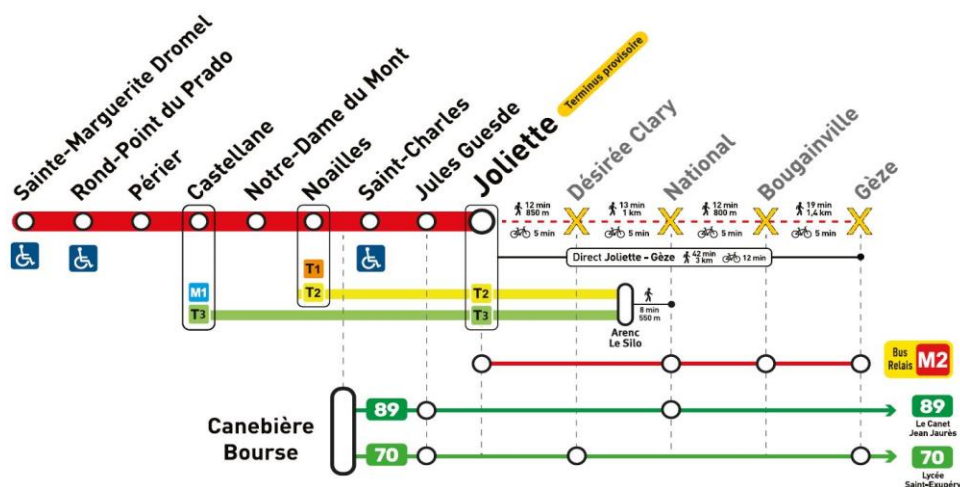 Sainte-Marguerite Dromel
Rond-Point du Prado
Périer
Castellane
Notre-Dame du Mont
Noailles
Saint-Charles
Jules Guesde
Joliette
Terminus provisoire
Désirée Clary
National
Bougainville
Gèze
12 min
850 m
5 min
13 min
1 km
5 min
12 min
800 m
5 min
19 min
1,4 km
5 min
Direct Joliette - Gèze 42 min
3 km
12 min
T1
M1
T2
T2
T3
T3
8 min
550 m
Arenc
Le Silo
Bus
Relais
M2
Canebière
Bourse
89
89
Le Canet
Jean Jaurès
70
70
Lycée
Saint-Exupéry